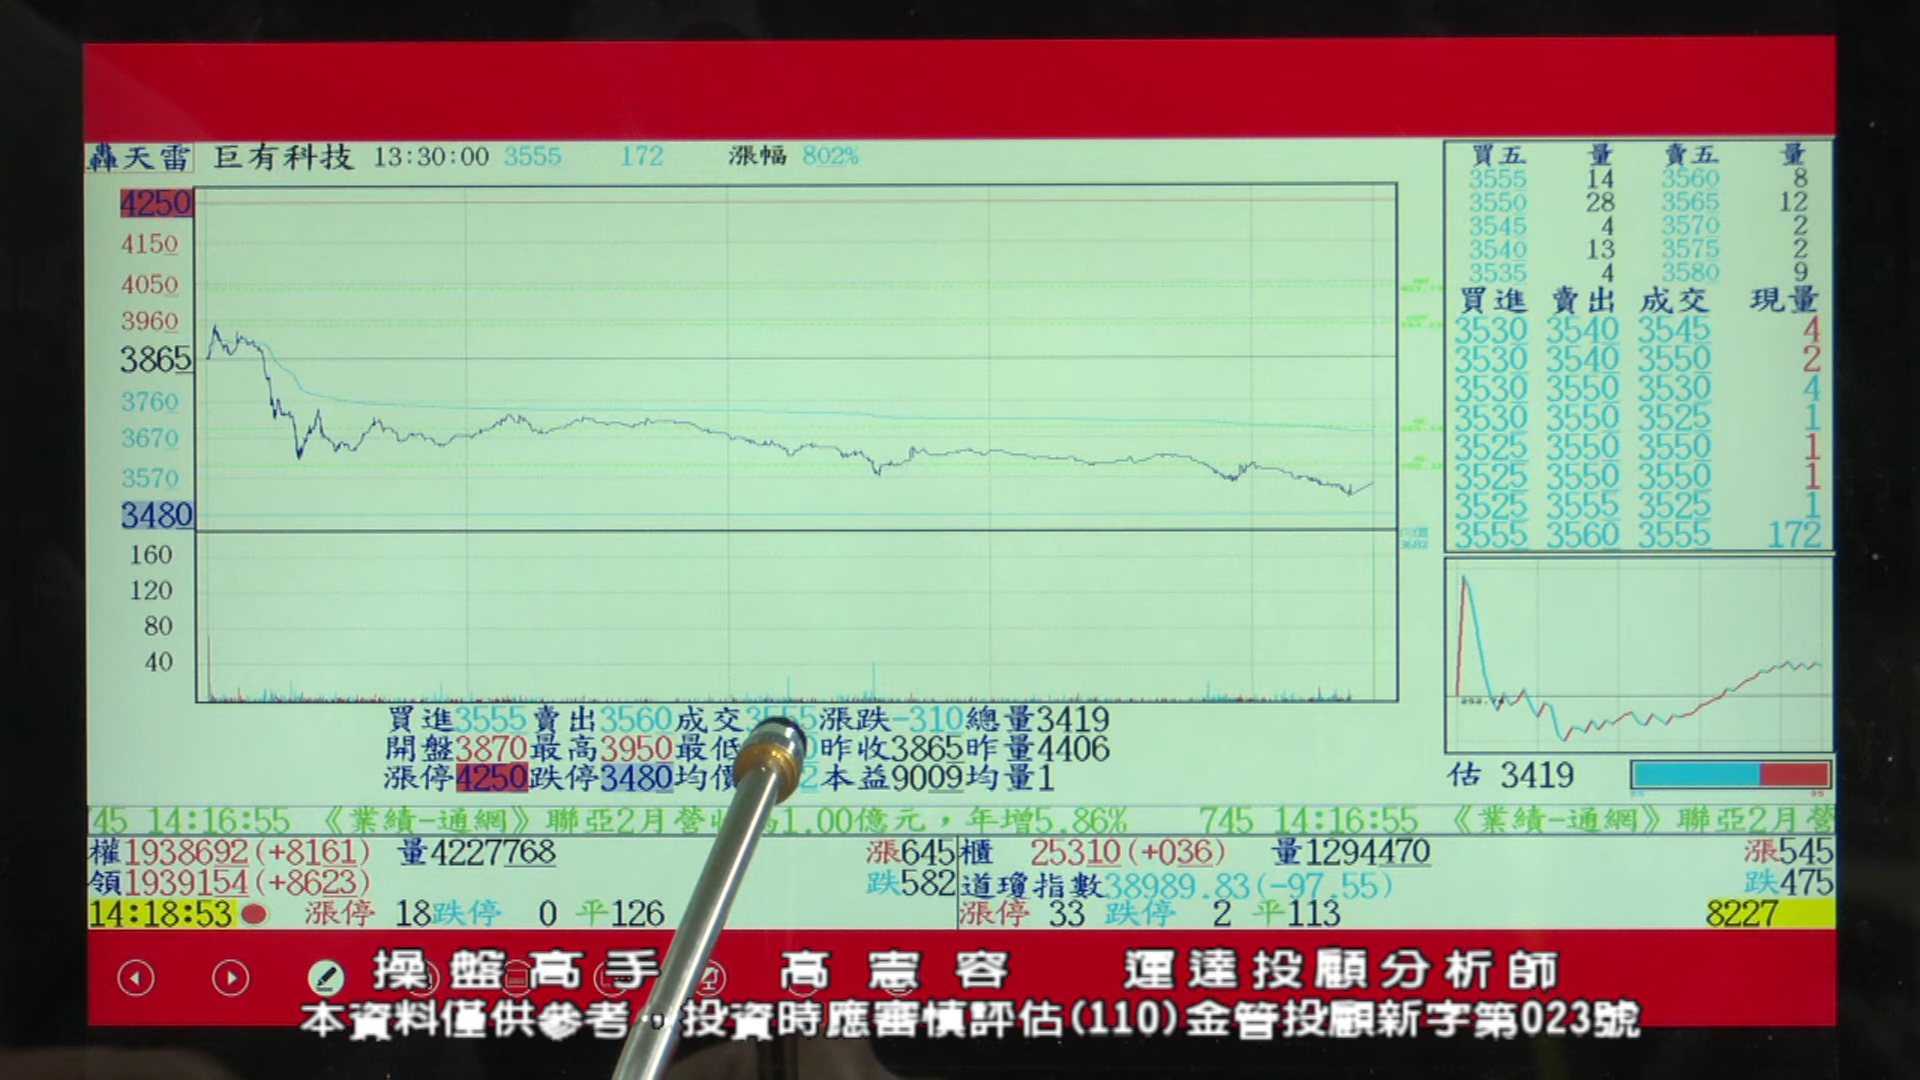 轟天雷 巨有科技 13:30:00 3555 172 漲幅 802%
4250
4150
4050
3960
3865
3760
3670
3570
3480
160
120
80
40
買五 量 賣五 量
3555 14 3560 8
3550 28 3565 12
3545 4 3570 2
3540 13 3575 2
3535 4 3580 9
買進 賣出 成交 現量
3530 3540 3545 4
3530 3540 3550 2
3530 3550 3530 4
3530 3550 3525 1
3525 3550 3550 1
3525 3550 3550 1
3525 3555 3525 1
3555 3560 3555 172
估 3419
買進3555賣出3560成交3555漲跌-310總量3419
開盤3870最高3950最低 昨收3865昨量4406
漲停4250跌停3480均價 本益9009均量1
745 14:16:55 《業績-通網》聯亞2月營收 1.00億元，年增5.86% 745 14:16:55 《業績-通網》聯亞2月營
權1938692(+8161) 量4227768 漲645
領1939154(+8623) 跌582
14:18:53 漲停 18跌停 0 平126
櫃 25310(+036) 量1294470 漲545
道瓊指數38989.83(-97.55) 跌475
漲停 33 跌停 2 平113 8227
操盤高手 高憲容 運達投顧分析師
本資料僅供參考，投資時應審慎評估(110)金管投顧新字第023號